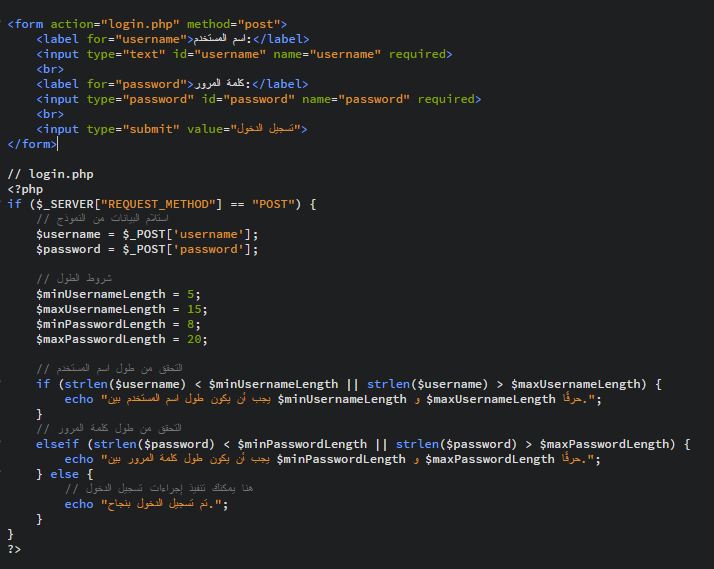 <form action="login.php" method="post">
    <label for="username">اسم المستخدم:</label>
    <input type="text" id="username" name="username" required>
    <br>
    <label for="password">كلمة المرور:</label>
    <input type="password" id="password" name="password" required>
    <br>
    <input type="submit" value="تسجيل الدخول">
</form>

// login.php
<?php
if ($_SERVER["REQUEST_METHOD"] == "POST") {
    // استلام البيانات من النموذج
    $username = $_POST['username'];
    $password = $_POST['password'];

    // شروط الطول
    $minUsernameLength = 5;
    $maxUsernameLength = 15;
    $minPasswordLength = 8;
    $maxPasswordLength = 20;

    // التحقق من طول اسم المستخدم
    if (strlen($username) < $minUsernameLength || strlen($username) > $maxUsernameLength) {
        echo "يجب أن يكون طول اسم المستخدم بين $minUsernameLength و $maxUsernameLength حرفًا.";
    }
    // التحقق من طول كلمة المرور
    elseif (strlen($password) < $minPasswordLength || strlen($password) > $maxPasswordLength) {
        echo "يجب أن يكون طول كلمة المرور بين $minPasswordLength و $maxPasswordLength حرفًا.";
    } else {
        // هنا يمكنك تنفيذ إجراءات تسجيل الدخول
        echo "تم تسجيل الدخول بنجاح.";
    }
}
?>